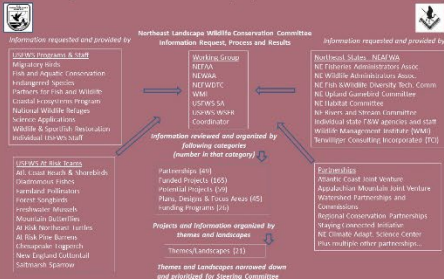 Northeast Landscape Wildlife Conservation Committee
Information Request, Process and Results
Information requested and provided by
USFWS Programs & Staff
Migratory Birds
Fish and Aquatic Conservation
Endangered Species
Partners for Fish and Wildlife
Coastal Ecosystems Program
National Wildlife Refuges
Science Applications
Wildlife & Sportfish Restoration
Individual USFWS Staff
USFWS At Risk Teams
Atl. Coast Beach & Sharebirds
Diadromous Fishes
Farmland Pollinators
Forest Songbirds
Freshwater Mussels
Mountain Butterflies
At Risk Northeast Turtles
At Risk Pine Barrens
Chesapeake Logperch
New England Cottontail
Saltmarsh Sparrow
Working Group
NEFAA
NEWAA
NEFWDTC
WMI
USFWS SA
USFWS WSFR
Coordinator
Information reviewed and organized by
following categories
(number in that category)
Partnerships (49)
Funded Projects (165)
Potential Projects (59)
Plans, Designs & Focus Areas (45)
Funding Programs (26)
Projects and Information organized by
themes and landscapes
Themes/Landscapes (21)
Themes and Landscapes narrowed down
and prioritized for Steering Committee
Information requested and provided by
Northeast States NEAFWA
NE Fisheries Administrators Assoc
NE Wildlife Administrators Assoc.
NE Fish &Wildlife Diversity Tech. Comm
NE Upland Gamebird Committee
NE Habitat Committee
NE Rivers and Stream Committee
Individual state F&W agencies and staff
Wildlife Management Institute (WMI)
Terwilliger Consulting Incorporated (TCI)
Partnerships
Atlantic Coast Joint Venture
Appalachian Mountain Joint Venture
Watershed Partnerships and
Commissions
Regional Conservation Partnerships
Staying Connected Initiative
NE Climate Adapt. Science Center
Plus multiple other partnerships...